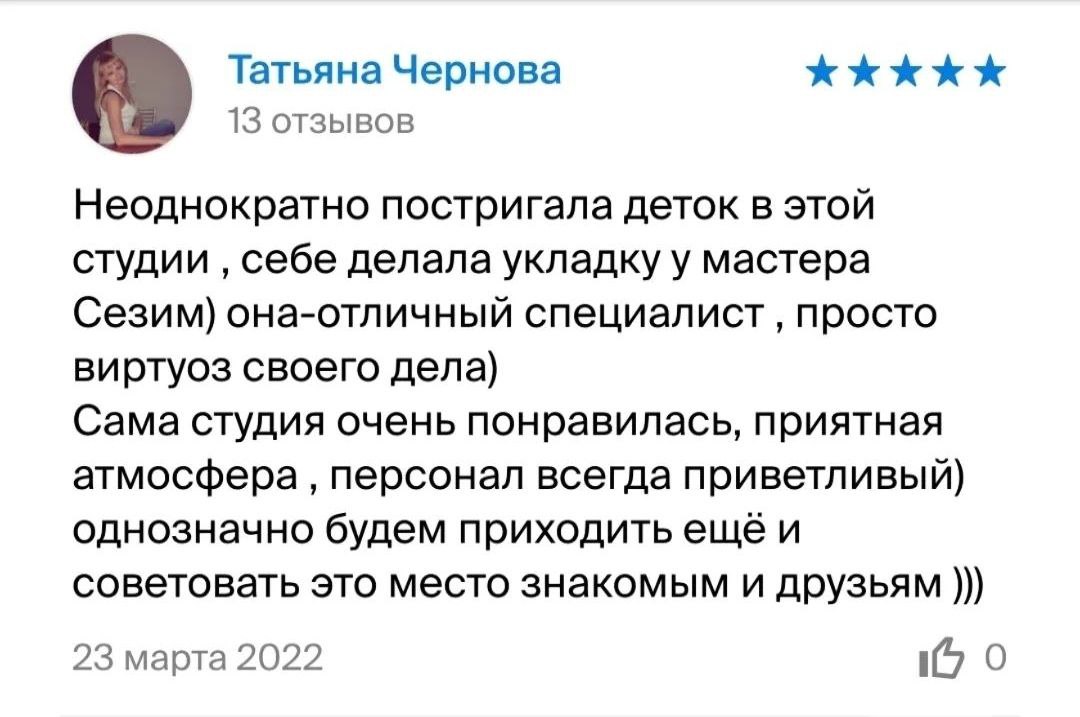 Татьяна Чернова
13 отзывов
Неоднократно постригала деток в этой
студии , себе делала укладку у мастера
Сезим) она-отличный специалист , просто
виртуоз своего дела)
Сама студия очень понравилась, приятная
атмосфера , персонал всегда приветливый)
однозначно будем приходить ещё и
советовать это место знакомым и друзьям )))
23 марта 2022
0